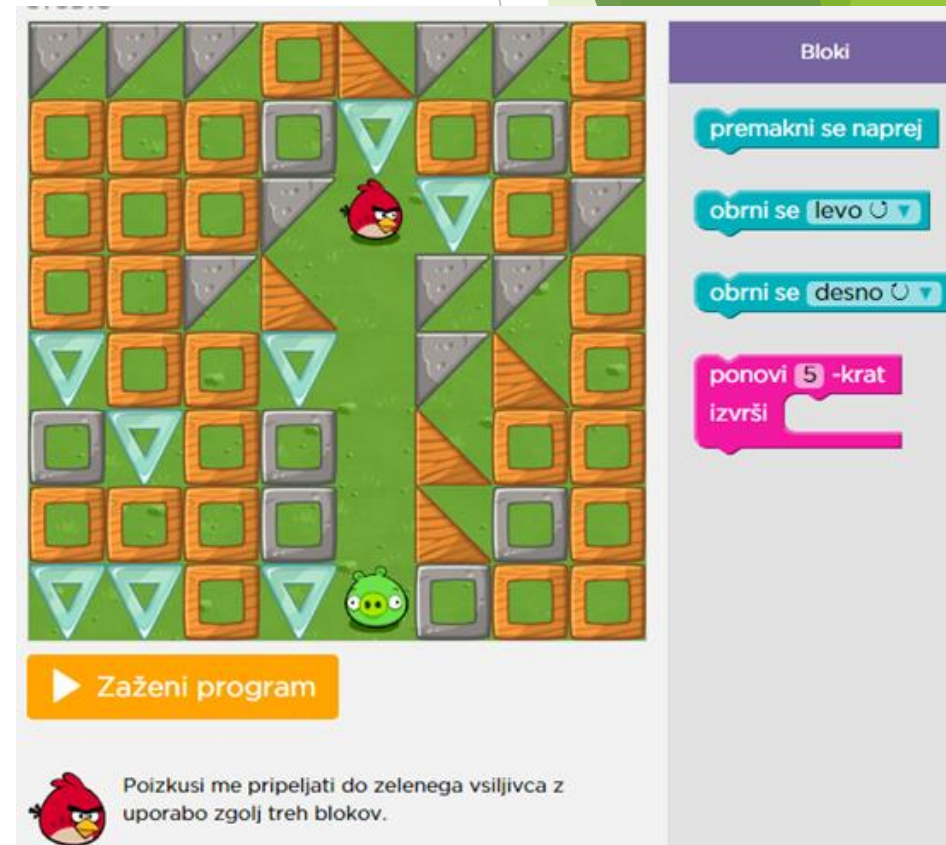 Bloki
premakni se naprej
obrni se levo
obrni se desno
ponovi 5 -krat
izvrši
Zaženi program
Poizkusi me pripeljati do zelenega vsiljivca z
uporabo zgolj treh blokov.